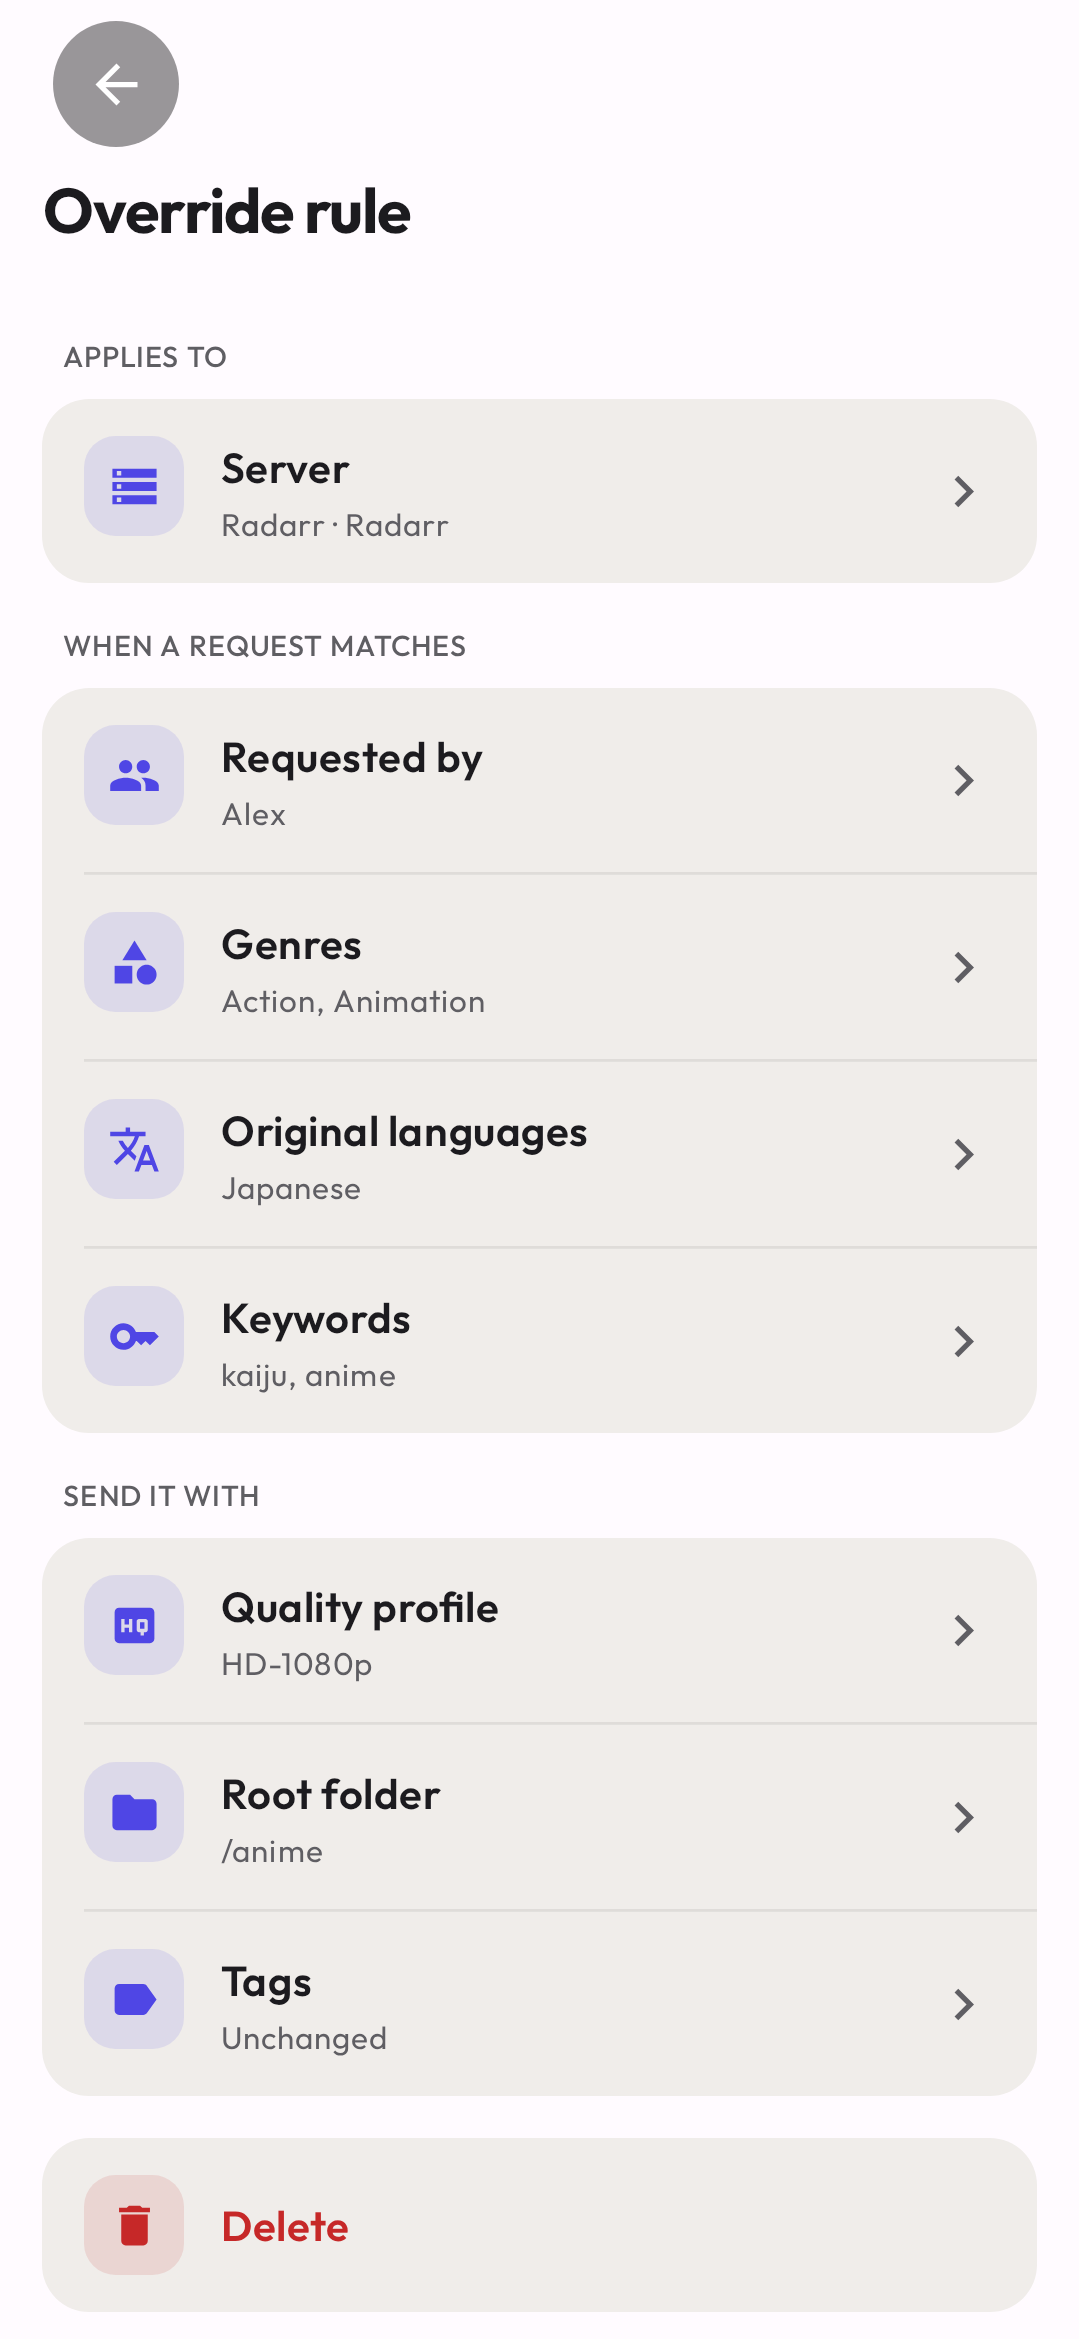 Override rule
APPLIES TO
Server
Radarr · Radarr
WHEN A REQUEST MATCHES
Requested by
Alex
Genres
Action, Animation
Original languages
Japanese
Keywords
kaiju, anime
SEND IT WITH
HQ
Quality profile
HD-1080p
Root folder
/anime
Tags
Unchanged
Delete